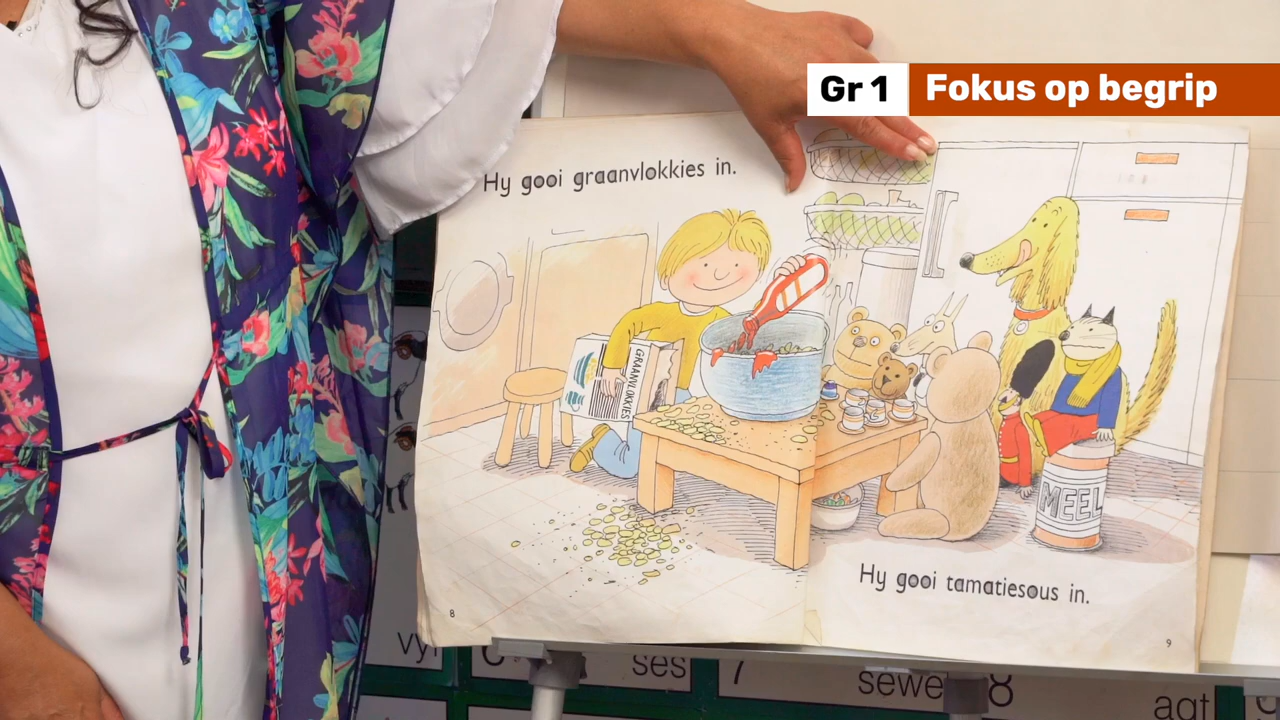 Gr 1
Fokus op begrip
Hy gooi graanvlokkies in.
GRAANVLOKKIES
MEEL
Hy gooi tamatiesous in.
8
9
ses
7
sewe
8
agt